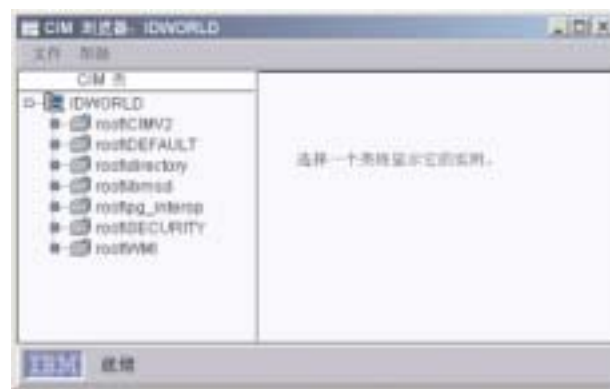 CIM 浏览器: IDWORLD
文件 帮助
CIM 类
IDWORLD
root\CIMV2
root\DEFAULT
root\directory
root\ibmsd
root\pg_interop
root\SECURITY
root\WMI
选择一个类将显示它的实例。
IBM 就绪